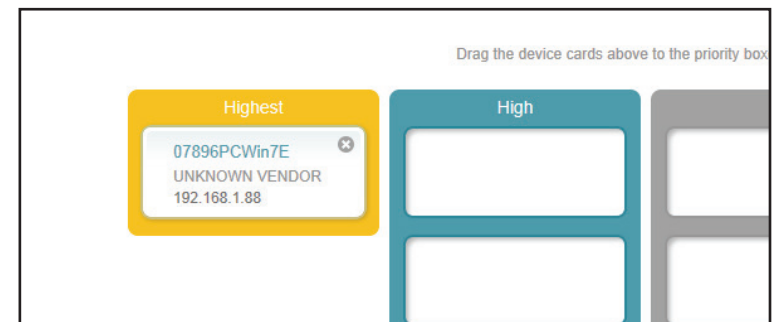 Drag the device cards above to the priority box
Highest
High
07896PCWin7E
UNKNOWN VENDOR
192.168.1.88